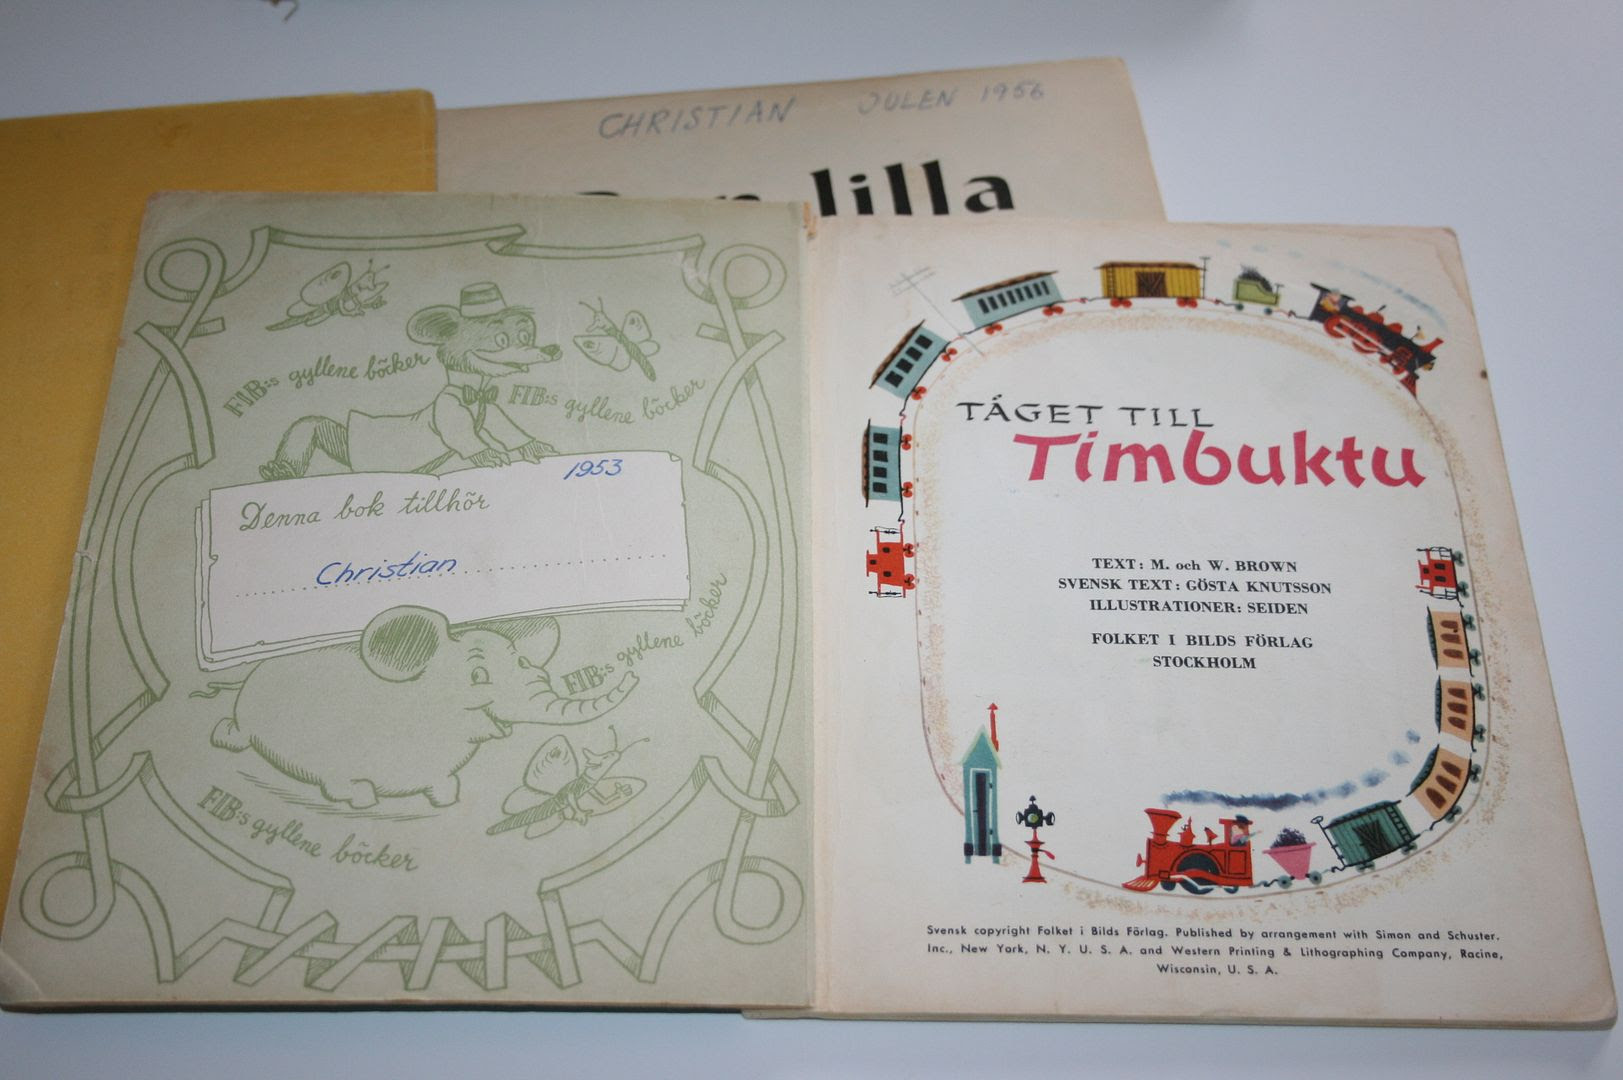 CHRISTIAN JULEN 1956
lilla
FIB:s gyllene böcker
FIB:s gyllene böcker
1953
Denna bok tillhör
Christian
FIB:s gyllene böcker
FIB:s gyllene böcker
TÅGET TILL
Timbuktu
TEXT: M. och W. BROWN
SVENSK TEXT: GÖSTA KNUTSSON
ILLUSTRATIONER: SEIDEN
FOLKET I BILDS FÖRLAG
STOCKHOLM
Svensk copyright Folket i Bilds Förlag. Published by arrangement with Simon and Schuster.
Inc., New York, N. Y. U. S. A. and Western Printing & Lithographing Company, Racine,
Wisconsin, U. S. A.